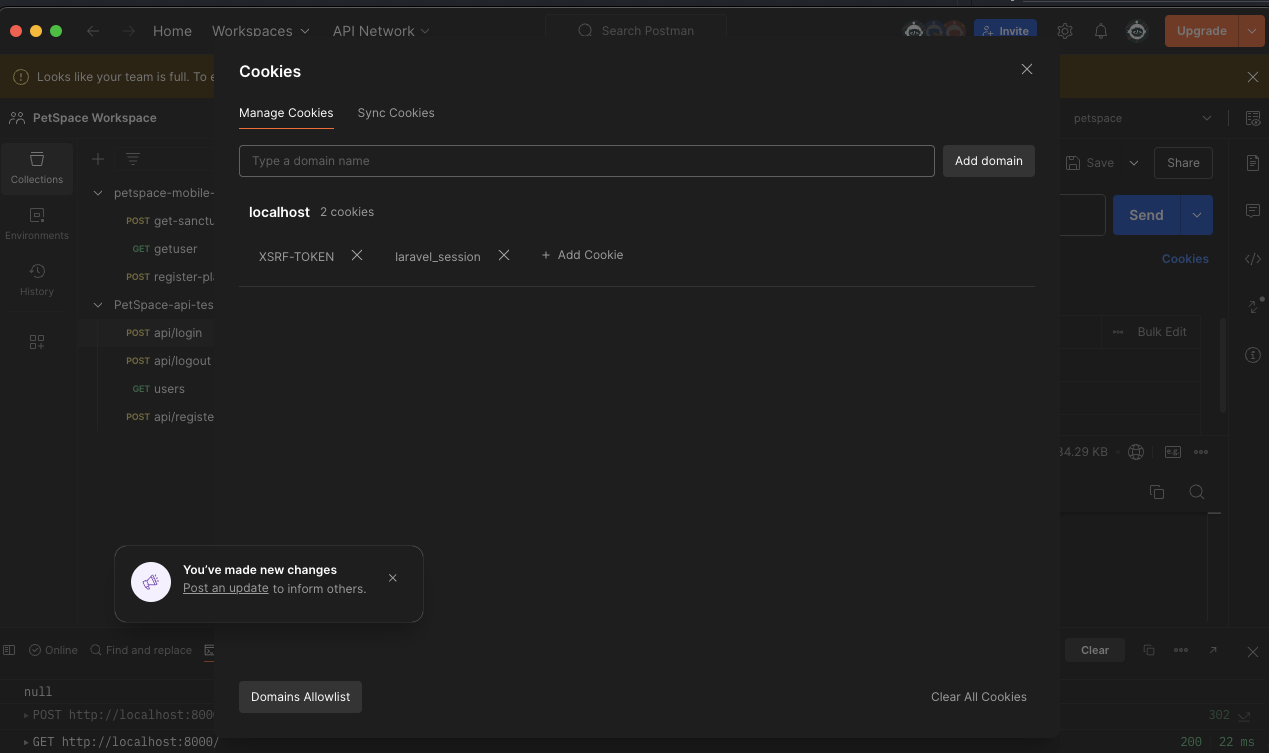 Home Workspaces API Network Search Postman Invite Upgrade
Looks like your team is full. To e
Cookies
PetSpace Workspace
petspace
Manage Cookies Sync Cookies
Type a domain name Add domain
Save Share
Collections
petspace-mobile-
POST get-sanctu
localhost 2 cookies
Send
Environments
GET getuser
XSRF-TOKEN laravel_session + Add Cookie
Cookies
POST register-pl
History
PetSpace-api-tes
POST api/login
Bulk Edit
POST api/logout
GET users
POST api/registe
34.29 KB
e.g.
You've made new changes
Post an update to inform others.
Online Find and replace
Clear
null
Domains Allowlist Clear All Cookies
POST http://localhost:8000
302
GET http://localhost:8000/
200 22 ms